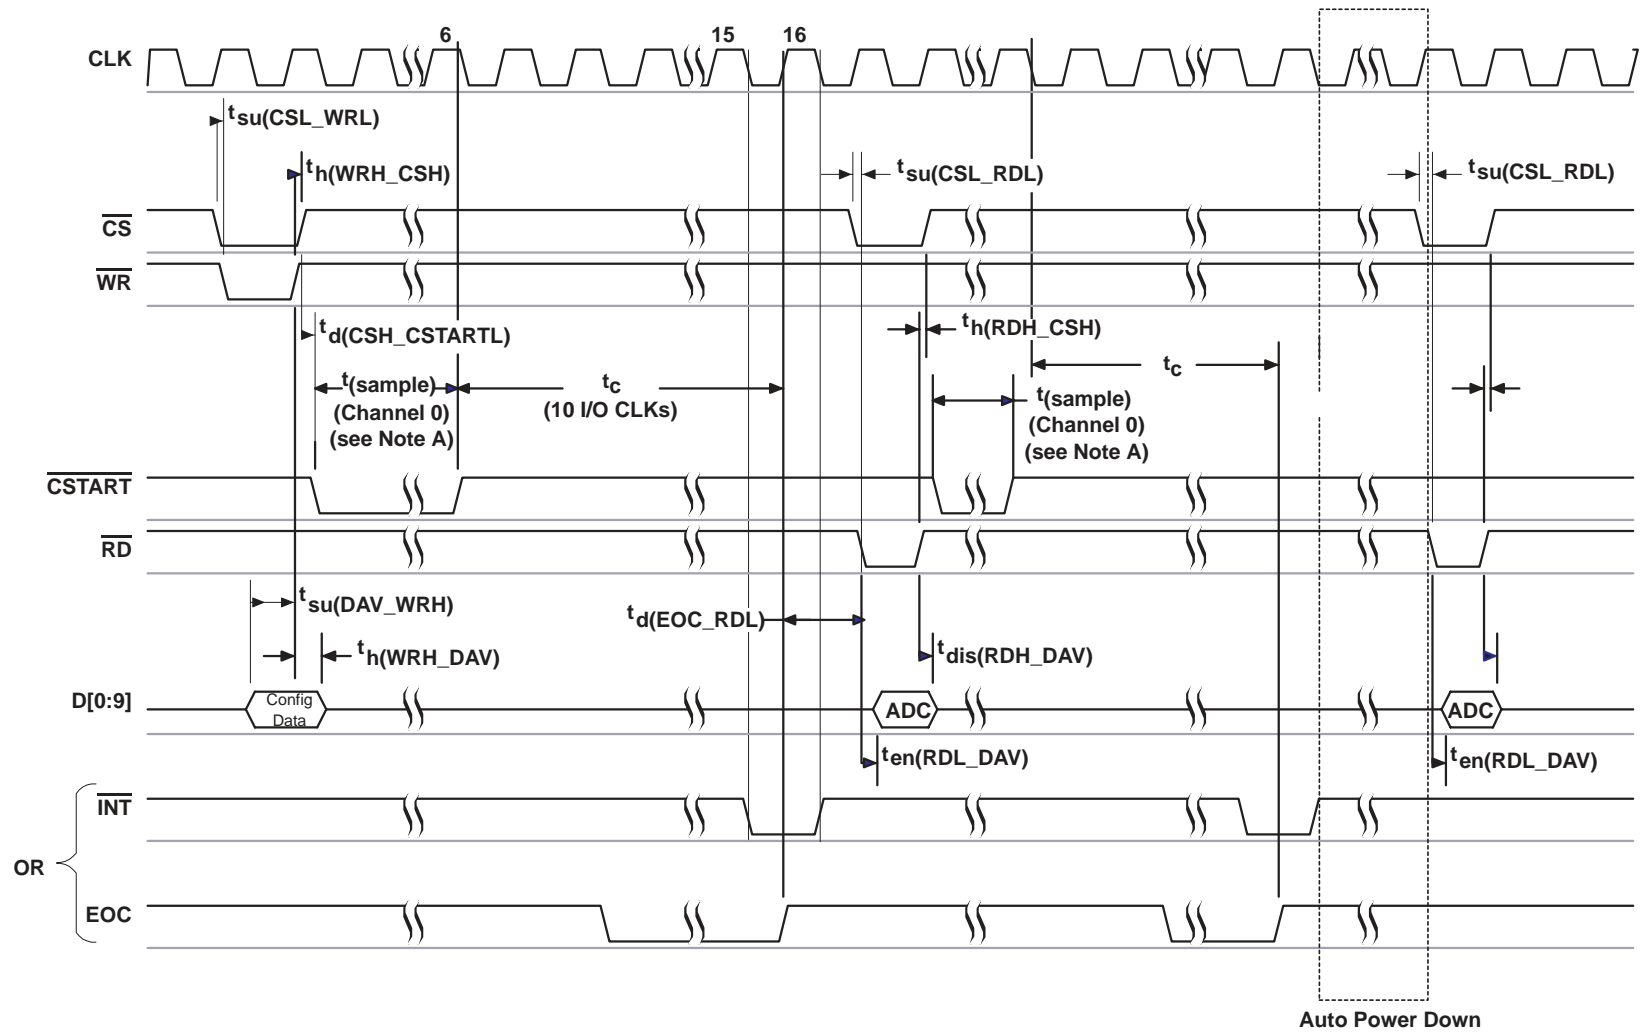 6 15 16
CLK
tsu(CSL_WRL)
th(WRH_CSH) tsu(CSL_RDL) tsu(CSL_RDL)
CS
WR
td(CSH_CSTARTL) th(RDH_CSH)
tc
t(sample) tc t(sample)
(Channel 0) (10 I/O CLKs) (Channel 0)
(see Note A) (see Note A)
CSTART
RD
tsu(DAV_WRH) td(EOC_RDL)
th(WRH_DAV) tdis(RDH_DAV)
D[0:9] Config ADC ADC
Data
ten(RDL_DAV) ten(RDL_DAV)
INT
OR
EOC
Auto Power Down